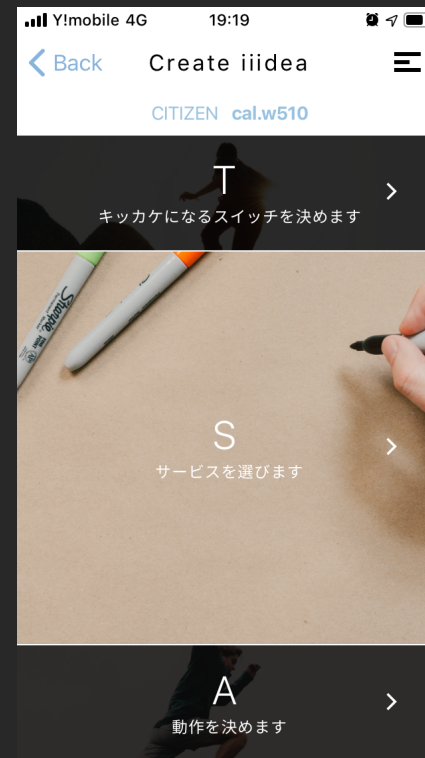 Y!mobile 4G 19:19
Back Create iiidea
CITIZEN cal.w510
T
キッカケになるスイッチを決めます
Sharpie
S
サービスを選びます
A
動作を決めます